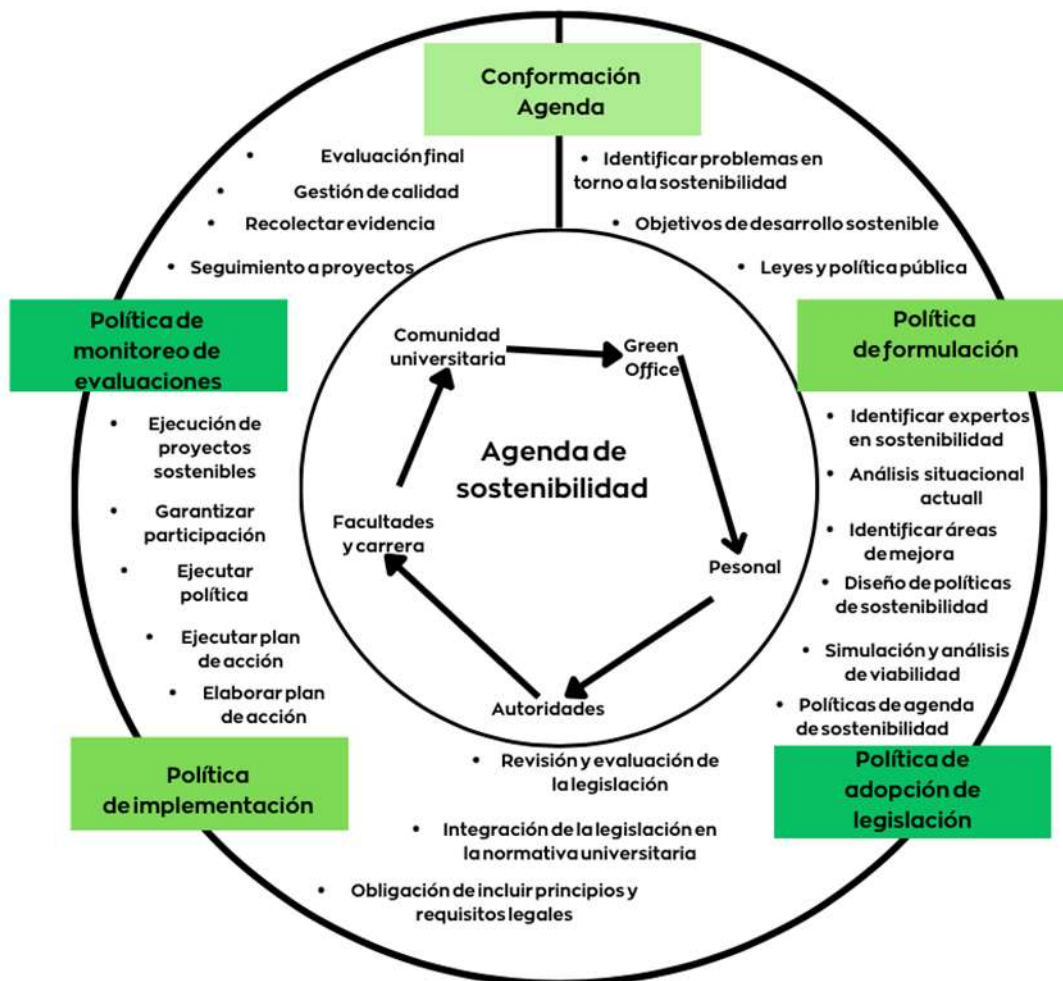 Conformación
Agenda
• Evaluación final
• Gestión de calidad
• Recolectar evidencia
• Seguimiento a proyectos
• Identificar problemas en
torno a la sostenibilidad
• Objetivos de desarrollo sostenible
• Leyes y política pública
Política de
monitoreo de
evaluaciones
Política
de formulación
Comunidad
universitaria
Green
Office
Agenda de
sostenibilidad
Facultades
y carrera
Pesonal
Autoridades
• Ejecución de
proyectos
sostenibles
• Garantizar
participación
• Ejecutar
política
• Ejecutar plan
de acción
• Elaborar plan
de acción
• Identificar expertos
en sostenibilidad
• Análisis situacional
actuall
• Identificar áreas
de mejora
• Diseño de políticas
de sostenibilidad
• Simulación y análisis
de viabilidad
• Políticas de agenda
de sostenibilidad
Política
de implementación
Política de
adopción de
legislación
• Revisión y evaluación de
la legislación
• Integración de la legislación en
la normativa universitaria
• Obligación de incluir principios y
requisitos legales